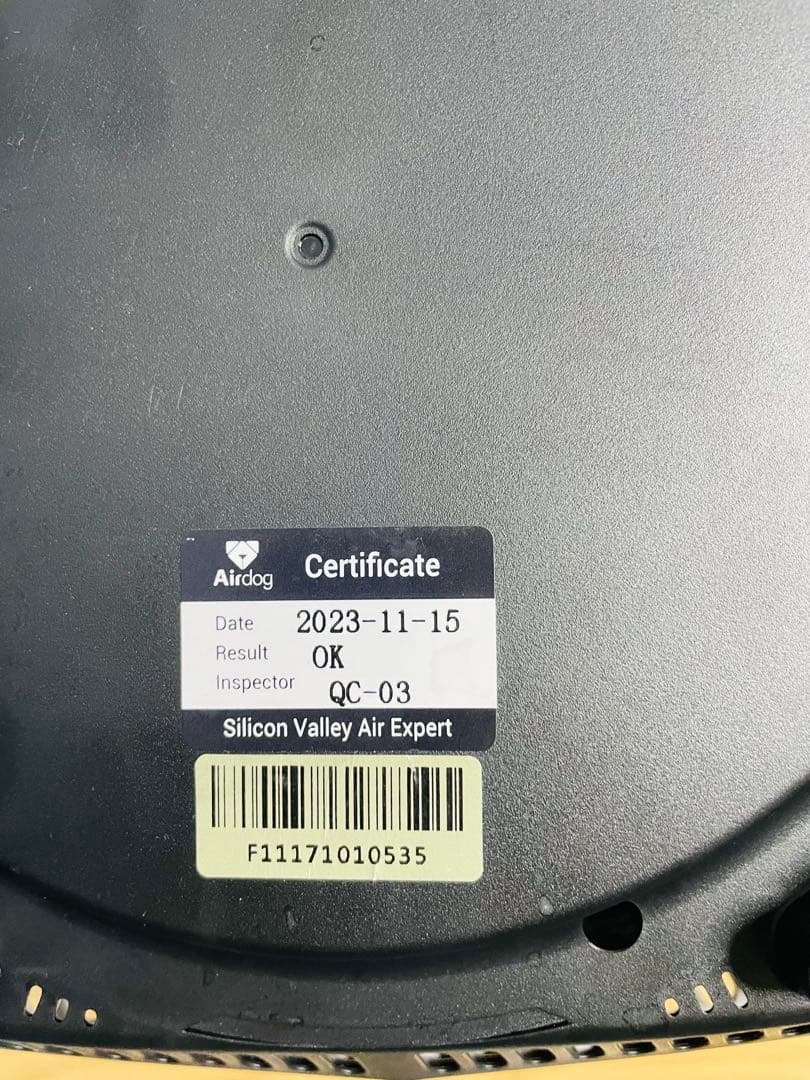 Airdog Certificate
Date 2023-11-15
Result OK
Inspector QC-03
Silicon Valley Air Expert
F11171010535